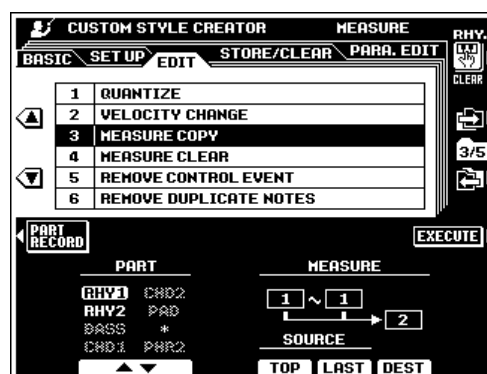 CUSTOM STYLE CREATOR MEASURE
RHY.
BASIC SET UP EDIT STORE/CLEAR PARA. EDIT
CLEAR
1 QUANTIZE
2 VELOCITY CHANGE
3 MEASURE COPY
4 MEASURE CLEAR
5 REMOVE CONTROL EVENT
6 REMOVE DUPLICATE NOTES
3/5
PART RECORD
EXECUTE
PART
RHY1 CHD2
RHY2 PAD
BASS *
CHD1 PHR2
MEASURE
1 ~ 1
2
SOURCE
TOP LAST DEST